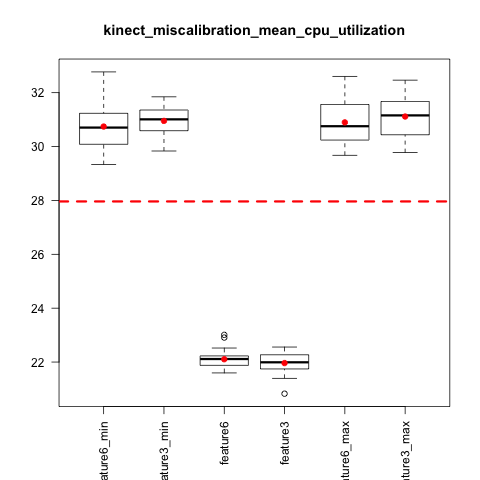 kinect_miscalibration_mean_cpu_utilization
32
30
28
26
24
22
ature6_min
ature3_min
feature6
feature3
ture6_max
ture3_max